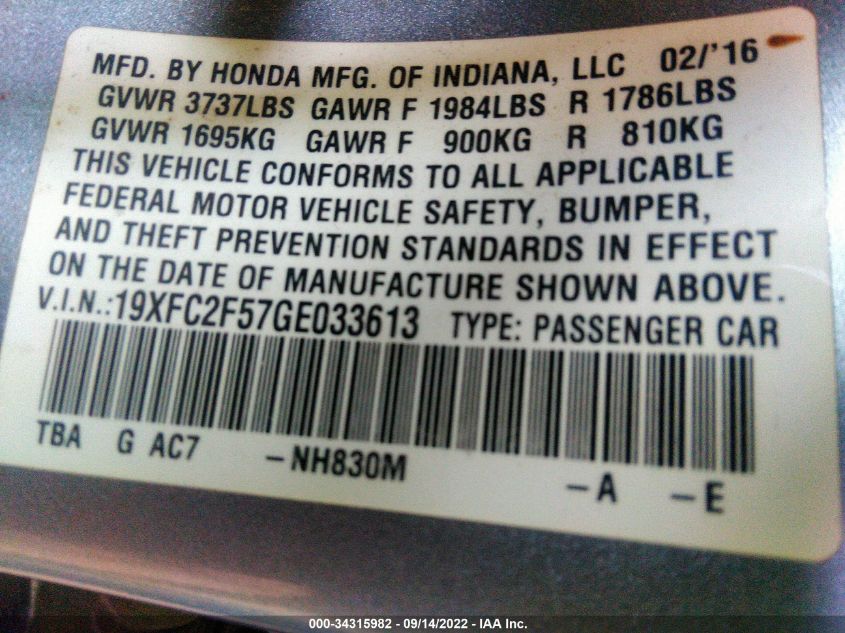 MFD. BY HONDA MFG. OF INDIANA, LLC 02/'16
GVWR 3737LBS GAWR F 1984LBS R 1786LBS
GVWR 1695KG GAWR F 900KG R 810KG
THIS VEHICLE CONFORMS TO ALL APPLICABLE
FEDERAL MOTOR VEHICLE SAFETY, BUMPER,
AND THEFT PREVENTION STANDARDS IN EFFECT
ON THE DATE OF MANUFACTURE SHOWN ABOVE.
V.I.N.:19XFC2F57GE033613 TYPE: PASSENGER CAR
TBA G AC7 -NH830M -A -E
000-34315982 - 09/14/2022 - IAA Inc.